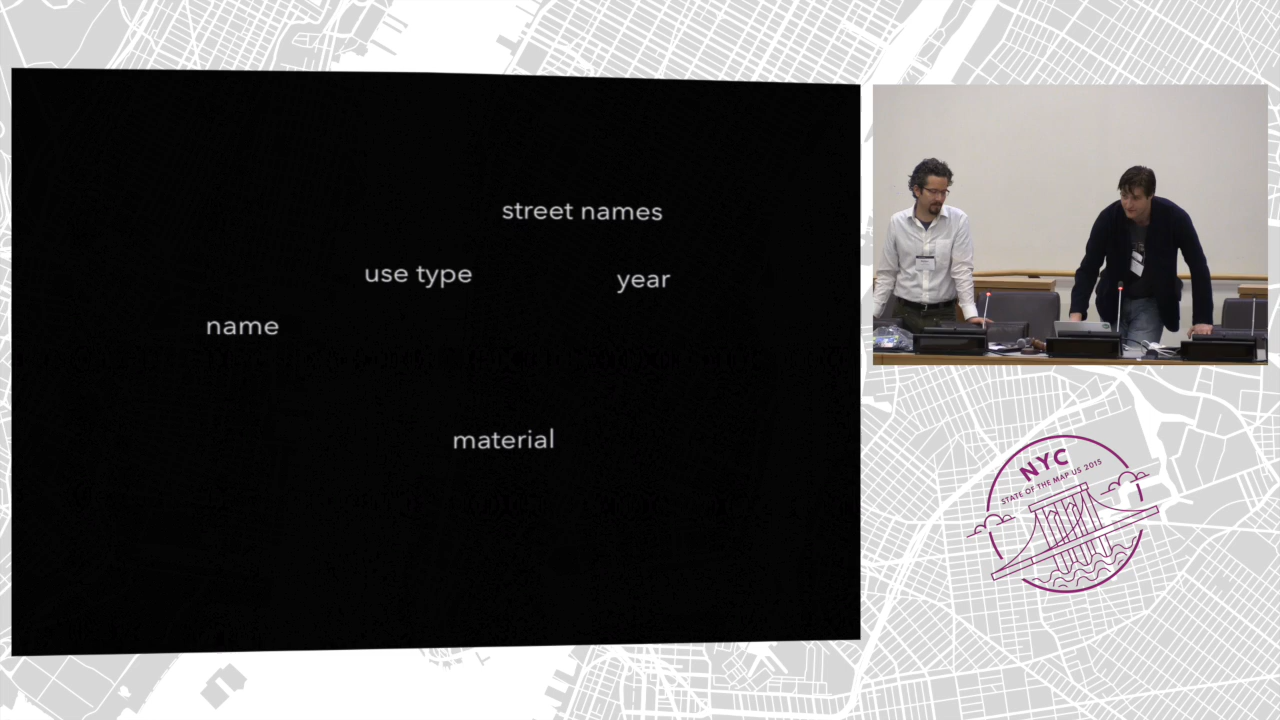 street names
use type
year
name
material
NYC
STATE OF THE MAP US 2015